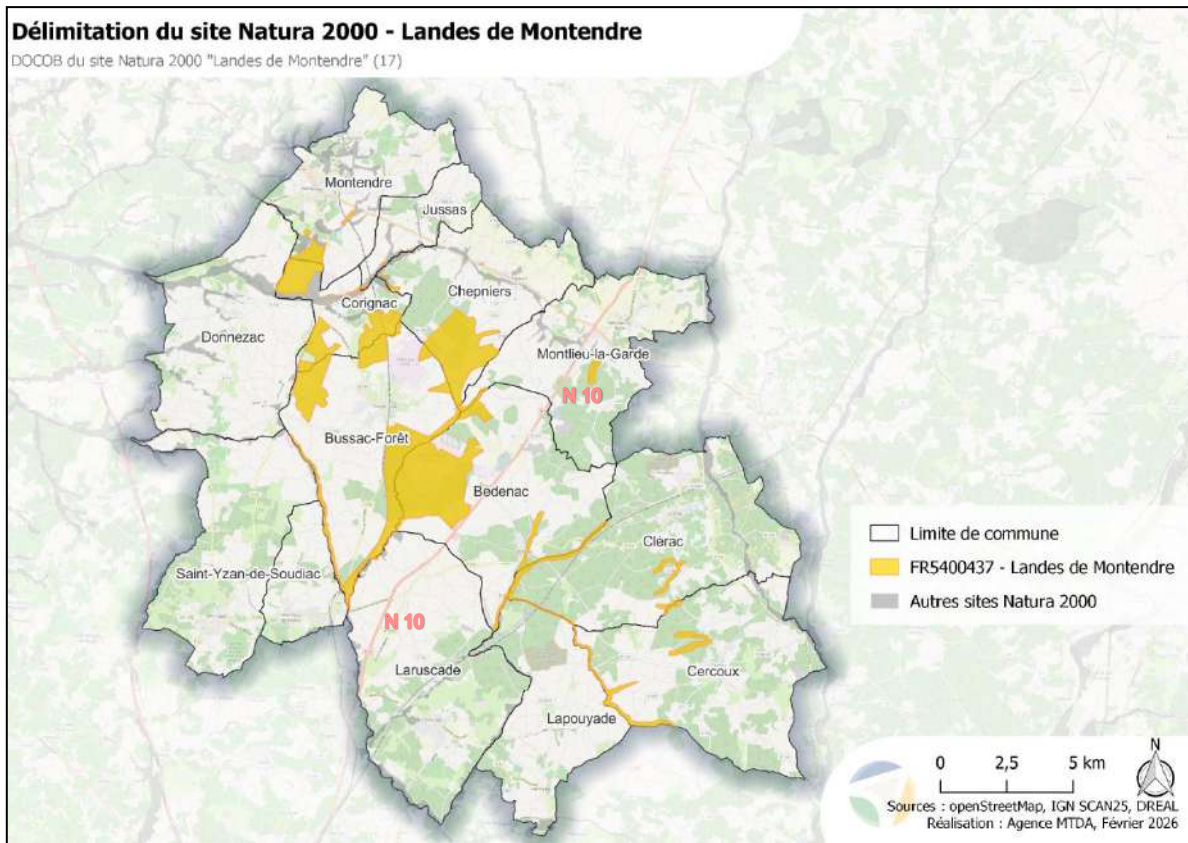 Délimitation du site Natura 2000 - Landes de Montendre
DOCOB du site Natura 2000 "Landes de Montendre" (17)
Montendre
Jussas
Chepniers
Corignac
Donnezac
Montlieu-la-Garde
N 10
Bussac-Forêt
Bedenac
Clérac
Saint-Yzan-de-Soudiac
N 10
Laruscade
Cercoux
Lapouyade
Limite de commune
FR5400437 - Landes de Montendre
Autres sites Natura 2000
N
0 2,5 5 km
Sources : openStreetMap, IGN SCAN25, DREAL
Réalisation : Agence MTDA, Février 2026